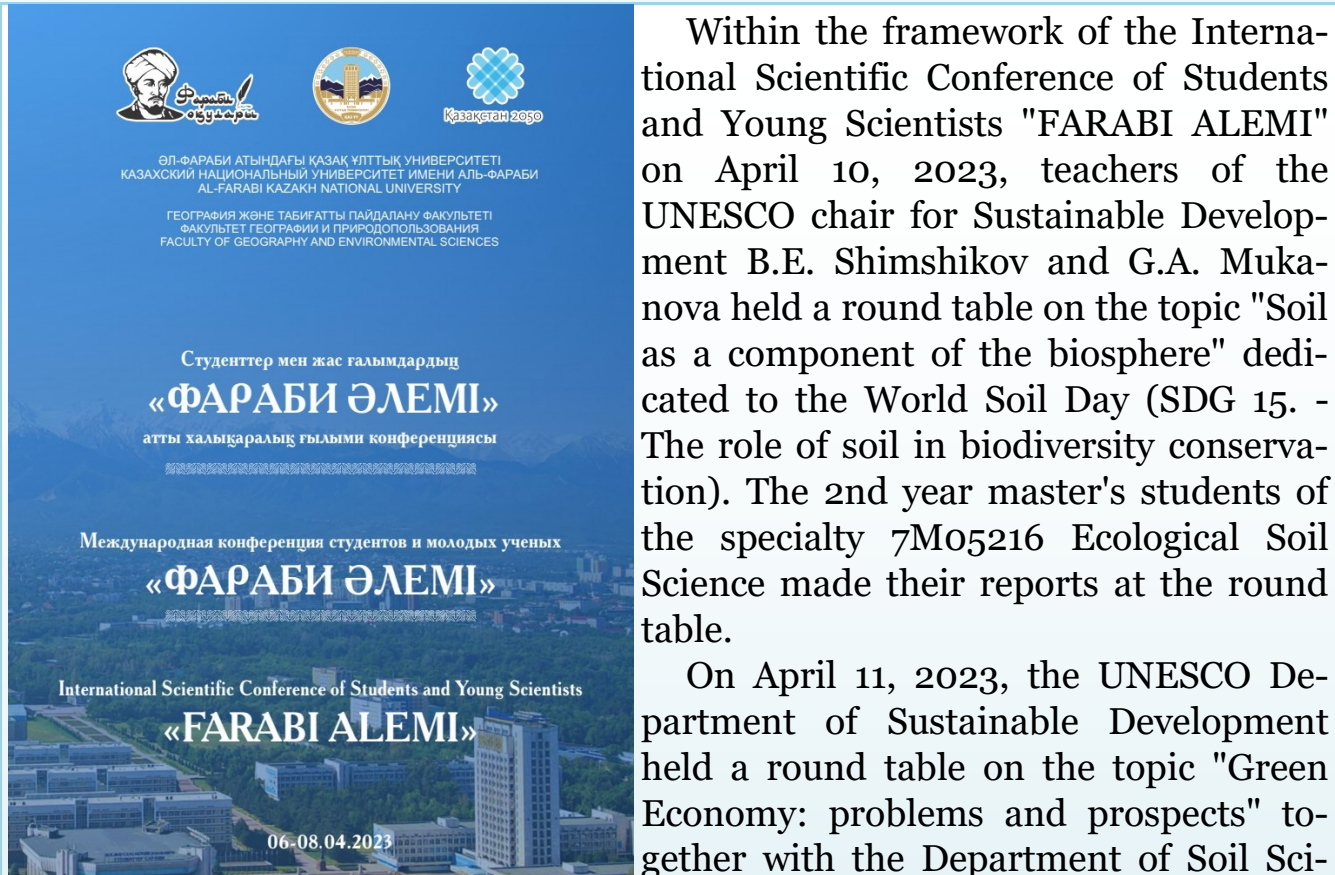 Фараби
оқулары
Қазақстан 2050
ӘЛ-ФАРАБИ АТЫНДАҒЫ ҚАЗАҚ ҰЛТТЫҚ УНИВЕРСИТЕТІ
КАЗАХСКИЙ НАЦИОНАЛЬНЫЙ УНИВЕРСИТЕТ ИМЕНИ АЛЬ-ФАРАБИ
AL-FARABI KAZAKH NATIONAL UNIVERSITY
ГЕОГРАФИЯ ЖӘНЕ ТАБИҒАТТЫ ПАЙДАЛАНУ ФАКУЛЬТЕТІ
ФАКУЛЬТЕТ ГЕОГРАФИИ И ПРИРОДОПОЛЬЗОВАНИЯ
FACULTY OF GEOGRAPHY AND ENVIRONMENTAL SCIENCES
Студенттер мен жас ғалымдардың
«ФАРАБИ ӘЛЕМІ»
атты халықаралық ғылыми конференциясы
Международная конференция студентов и молодых ученых
«ФАРАБИ ӘЛЕМІ»
International Scientific Conference of Students and Young Scientists
«FARABI ALEMI»
06-08.04.2023
Within the framework of the Interna-
tional Scientific Conference of Students
and Young Scientists "FARABI ALEMI"
on April 10, 2023, teachers of the
UNESCO chair for Sustainable Develop-
ment B.E. Shimshikov and G.A. Muka-
nova held a round table on the topic "Soil
as a component of the biosphere" dedi-
cated to the World Soil Day (SDG 15. -
The role of soil in biodiversity conserva-
tion). The 2nd year master's students of
the specialty 7M05216 Ecological Soil
Science made their reports at the round
table.
On April 11, 2023, the UNESCO De-
partment of Sustainable Development
held a round table on the topic "Green
Economy: problems and prospects" to-
gether with the Department of Soil Sci-